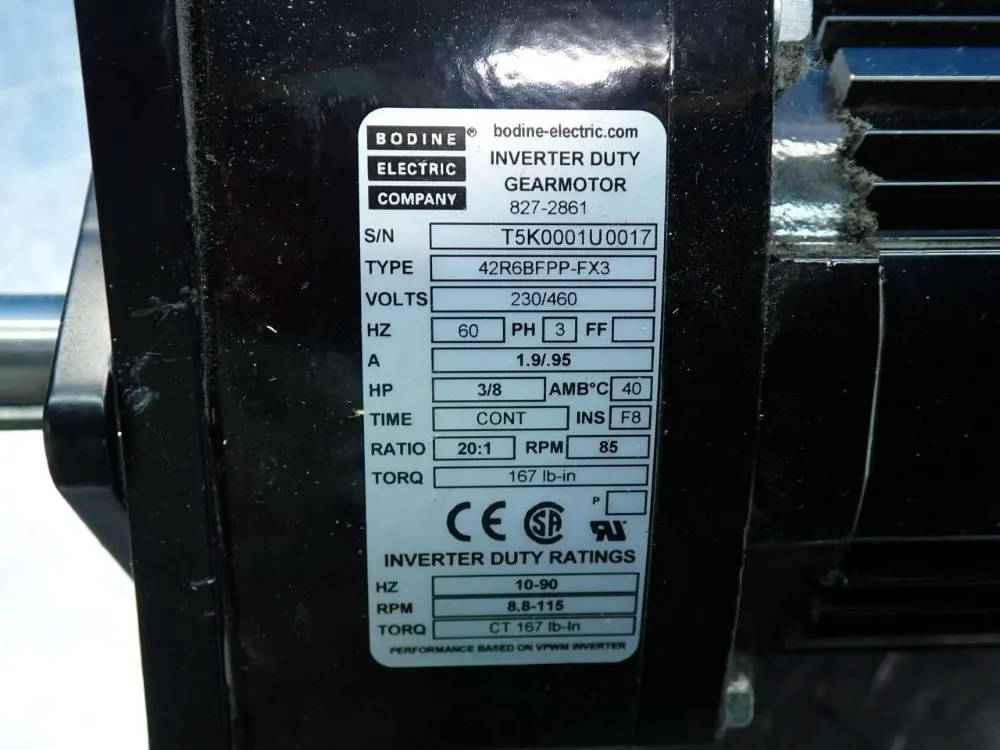 BODINE ®
ELECTRIC
COMPANY
bodine-electric.com
INVERTER DUTY
GEARMOTOR
827-2861
S/N T5K0001U0017
TYPE 42R6BFPP-FX3
VOLTS 230/460
HZ 60 PH 3 FF
A 1.9/.95
HP 3/8 AMB°C 40
TIME CONT INS F8
RATIO 20:1 RPM 85
TORQ 167 lb-in
P
CE SA RU
INVERTER DUTY RATINGS
HZ 10-90
RPM 8.8-115
TORQ CT 167 lb-In
PERFORMANCE BASED ON VPWM INVERTER